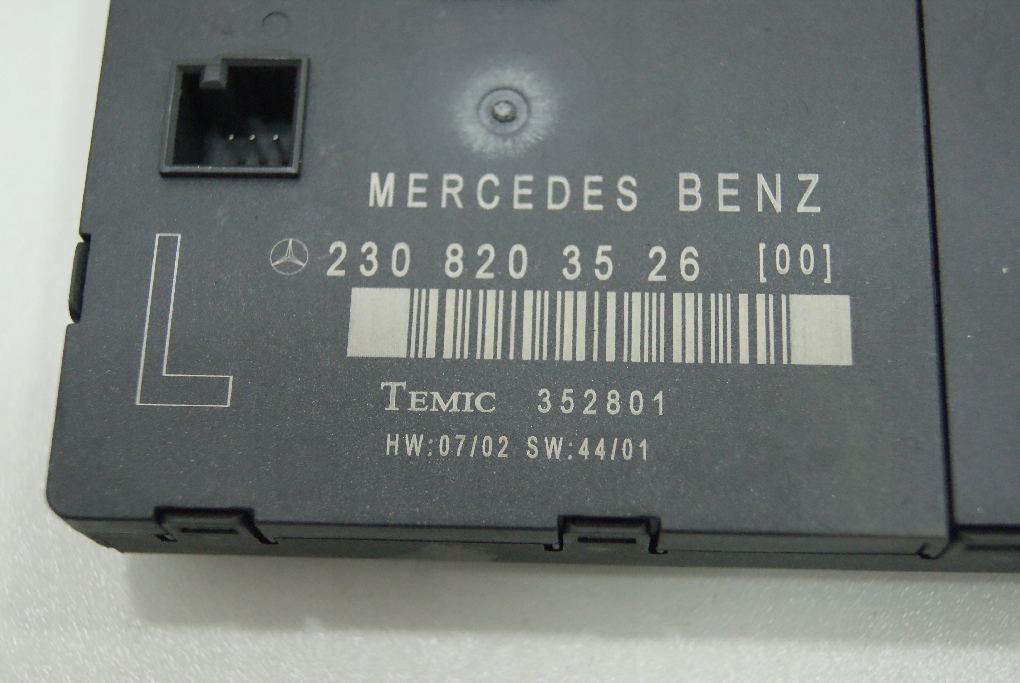 MERCEDES BENZ
230 820 35 26 [00]
L
TEMIC 352801
HW:07/02 SW:44/01